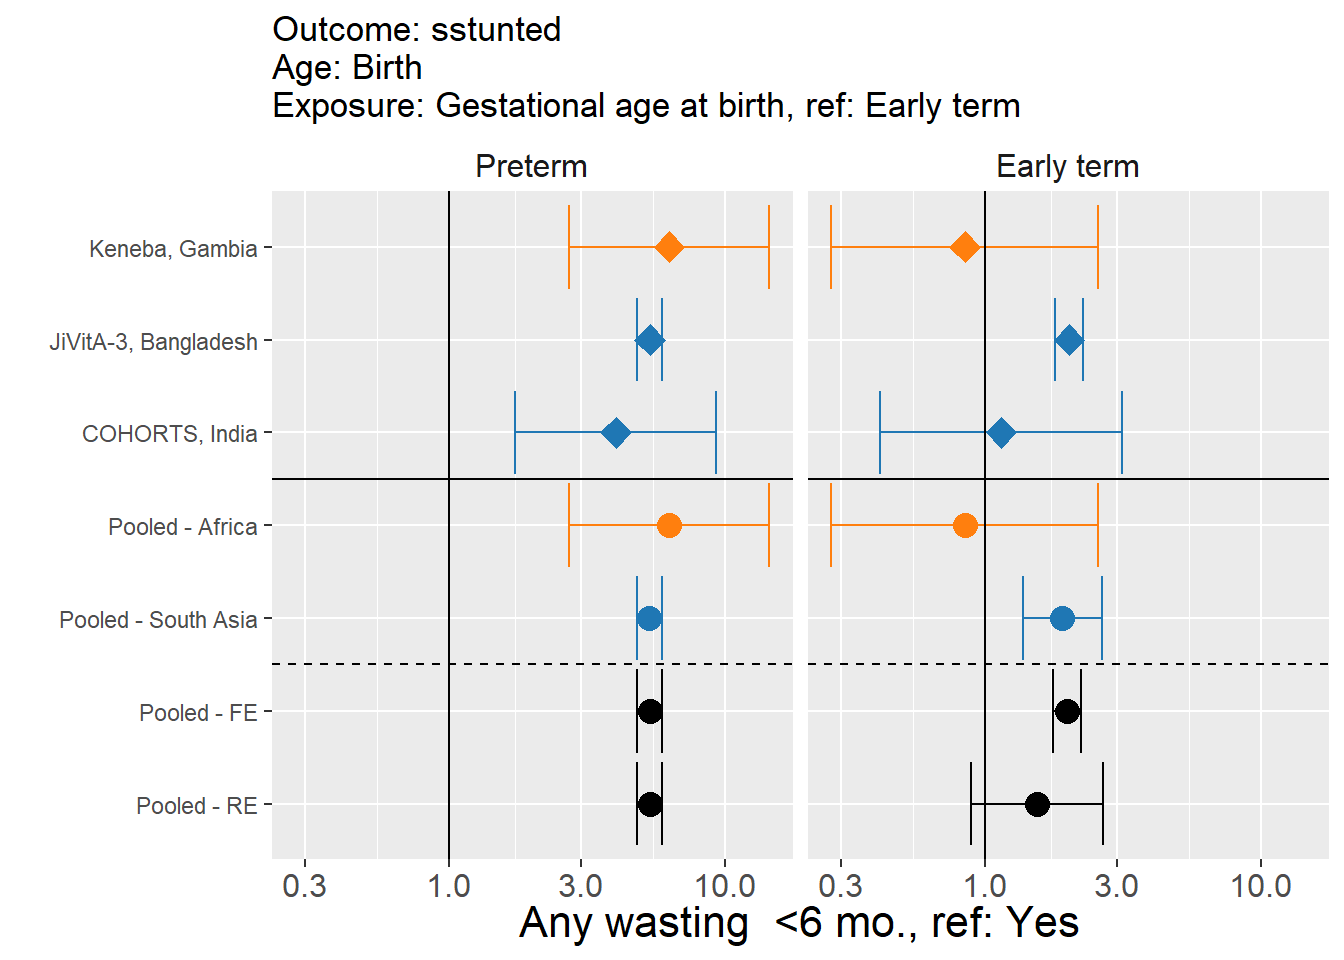 Outcome: sstunted
Age: Birth
Exposure: Gestational age at birth, ref: Early term
Preterm
Early term
Keneba, Gambia
JiVitA-3, Bangladesh
COHORTS, India
Pooled - Africa
Pooled - South Asia
Pooled - FE
Pooled - RE
0.3 1.0 3.0 10.0
0.3 1.0 3.0 10.0
Any wasting  <6 mo., ref: Yes